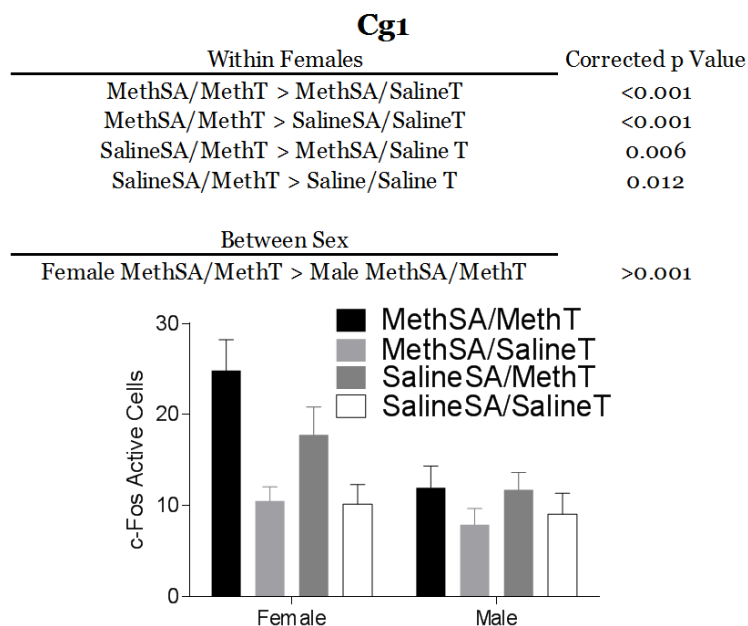 Cg1
Within Females Corrected p Value
MethSA/MethT > MethSA/SalineT <0.001
MethSA/MethT > SalineSA/SalineT <0.001
SalineSA/MethT > MethSA/Saline T 0.006
SalineSA/MethT > Saline/Saline T 0.012
Between Sex
Female MethSA/MethT > Male MethSA/MethT >0.001
MethSA/MethT
MethSA/SalineT
SalineSA/MethT
SalineSA/SalineT
c-Fos Active Cells
30
20
10
0
Female Male